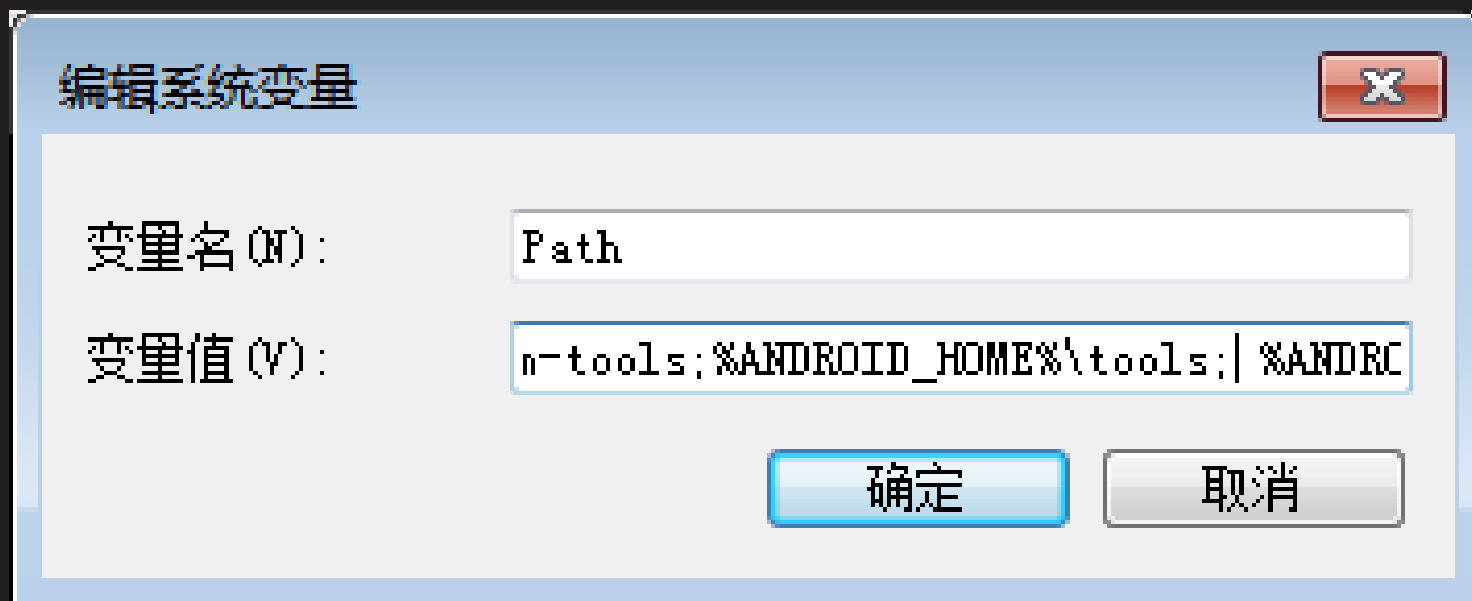 编辑系统变量
变量名(N):
Path
变量值(V):
n-tools;%ANDROID_HOME%\tools; %ANDRO
确定
取消